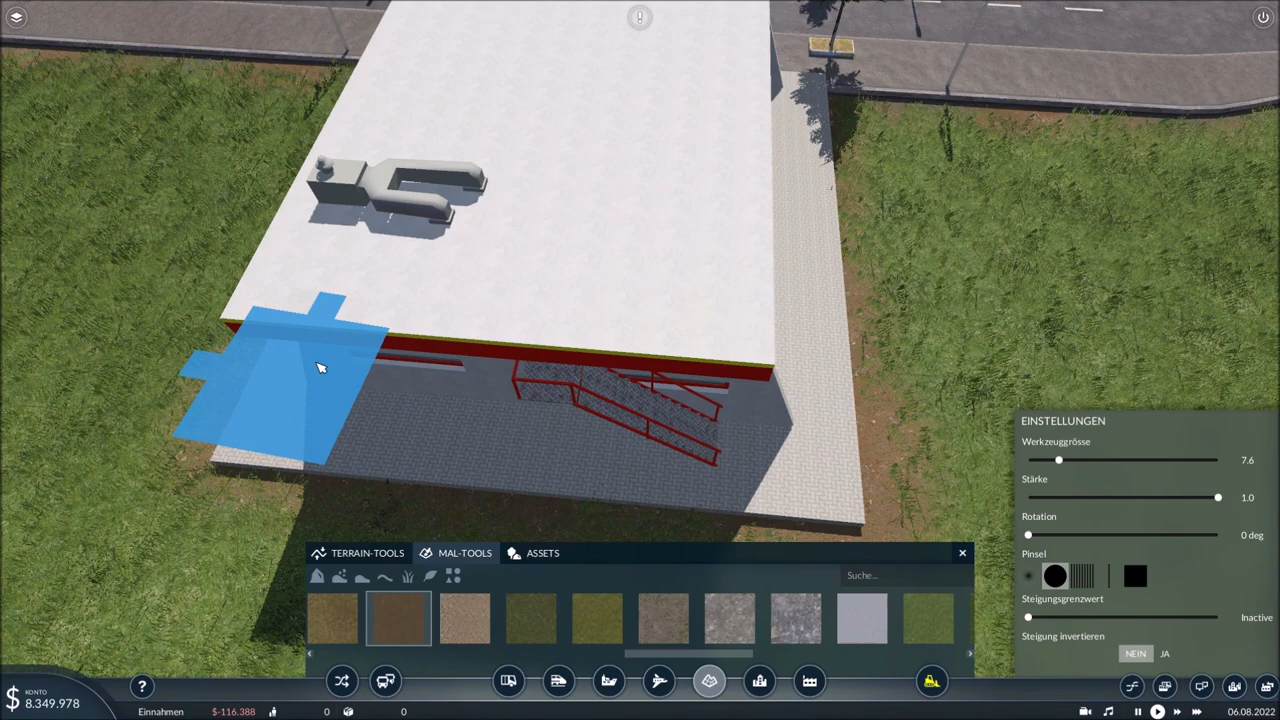 EINSTELLUNGEN
Werkzeuggrösse
7.6
Stärke
1.0
Rotation
0 deg
Pinsel
Steigungsgrenzwert
Inactive
Steigung invertieren
NEIN JA
TERRAIN-TOOLS MAL-TOOLS ASSETS
Suche...
KONTO
$ 8.349.978
?
Einnahmen $-116.388 0 0
06.08.2022